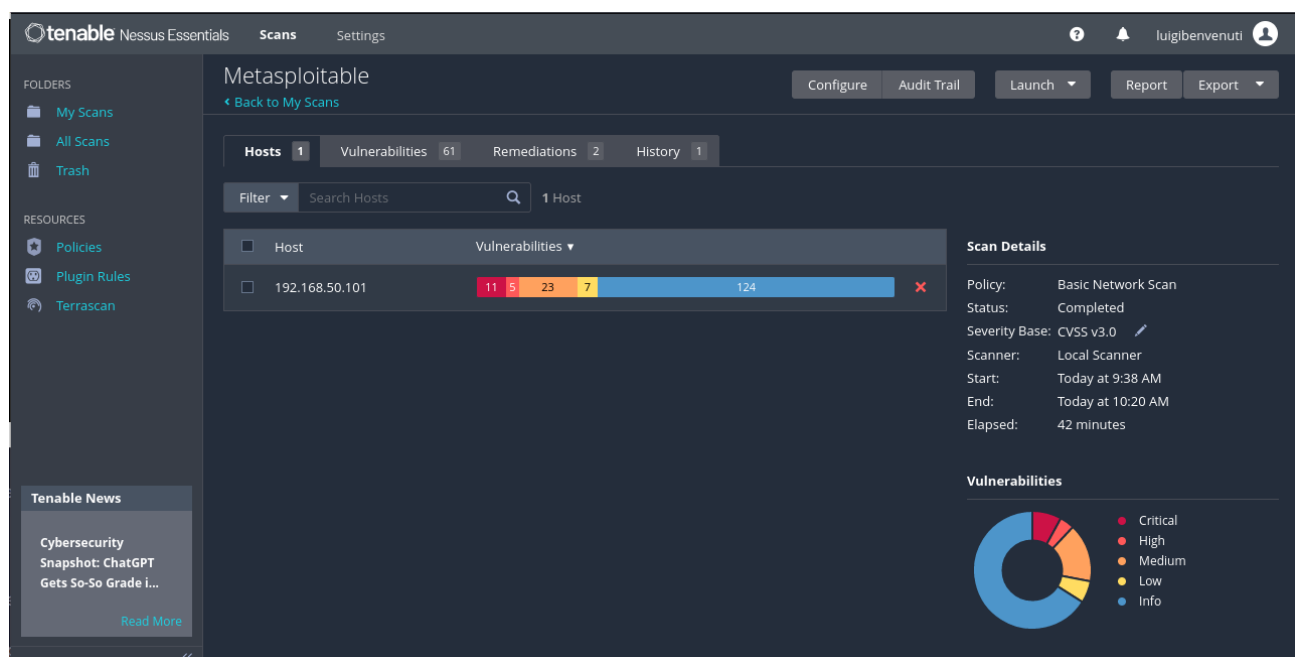 tenable Nessus Essentials Scans Settings luigibenvenuti
FOLDERS
My Scans
All Scans
Trash
RESOURCES
Policies
Plugin Rules
Terrascan
Tenable News
Cybersecurity
Snapshot: ChatGPT
Gets So-So Grade i...
Read More
Metasploitable
Back to My Scans
Configure Audit Trail Launch Report Export
Hosts 1 Vulnerabilities 61 Remediations 2 History 1
Filter Search Hosts 1 Host
Host Vulnerabilities
192.168.50.101 11 5 23 7 124
Scan Details
Policy: Basic Network Scan
Status: Completed
Severity Base: CVSS v3.0
Scanner: Local Scanner
Start: Today at 9:38 AM
End: Today at 10:20 AM
Elapsed: 42 minutes
Vulnerabilities
Critical
High
Medium
Low
Info